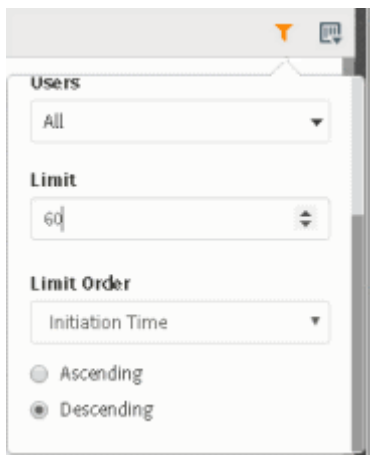 Users
All
Limit
60
Limit Order
Initiation Time
Ascending
Descending